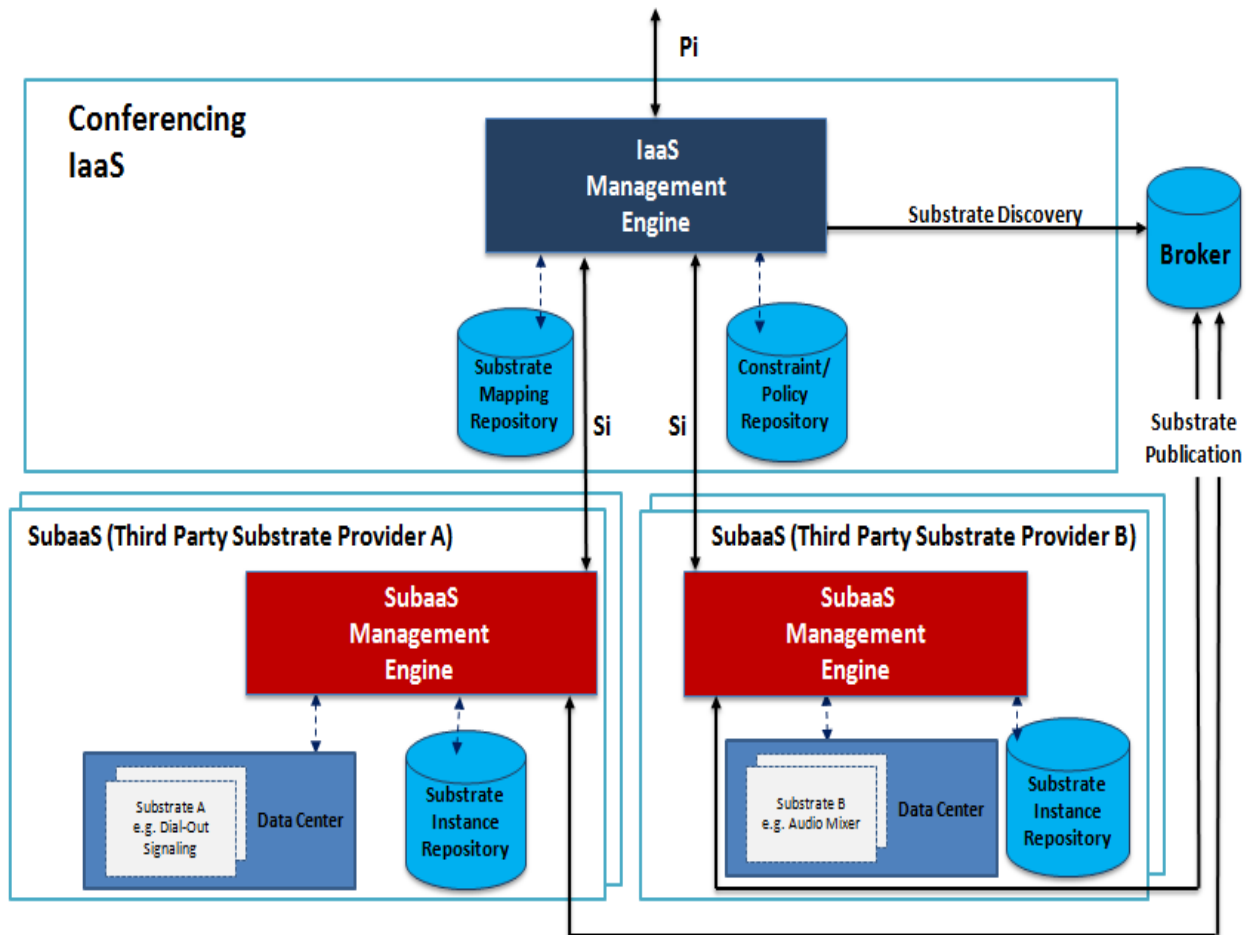 Pi
Conferencing
IaaS
IaaS
Management
Engine
Substrate Discovery
Broker
Substrate
Mapping
Repository
Constraint/
Policy
Repository
Si
Si
Substrate
Publication
SubaaS (Third Party Substrate Provider A)
SubaaS
Management
Engine
Substrate A
e.g. Dial-Out
Signaling
Data Center
Substrate
Instance
Repository
SubaaS (Third Party Substrate Provider B)
SubaaS
Management
Engine
Substrate B
e.g. Audio Mixer
Data Center
Substrate
Instance
Repository